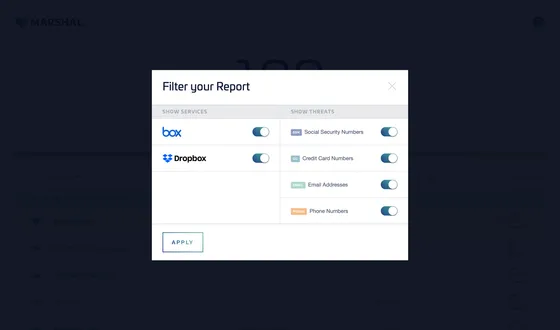 MARSHAL
Filter your Report
SHOW SERVICES
SHOW THREATS
box
Social Security Numbers
Dropbox
Credit Card Numbers
Email Addresses
Phone Numbers
APPLY